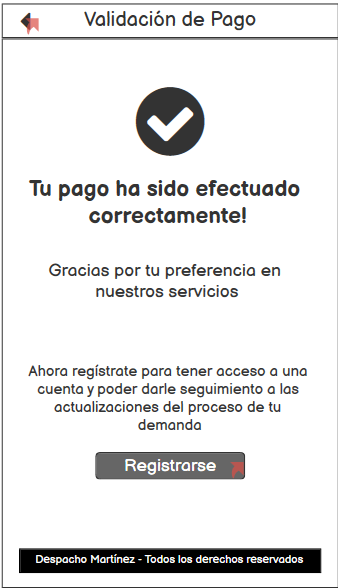 Validación de Pago
Tu pago ha sido efectuado
correctamente!
Gracias por tu preferencia en
nuestros servicios
Ahora regístrate para tener acceso a una
cuenta y poder darle seguimiento a las
actualizaciones del proceso de tu
demanda
Registrarse
Despacho Martínez - Todos los derechos reservados